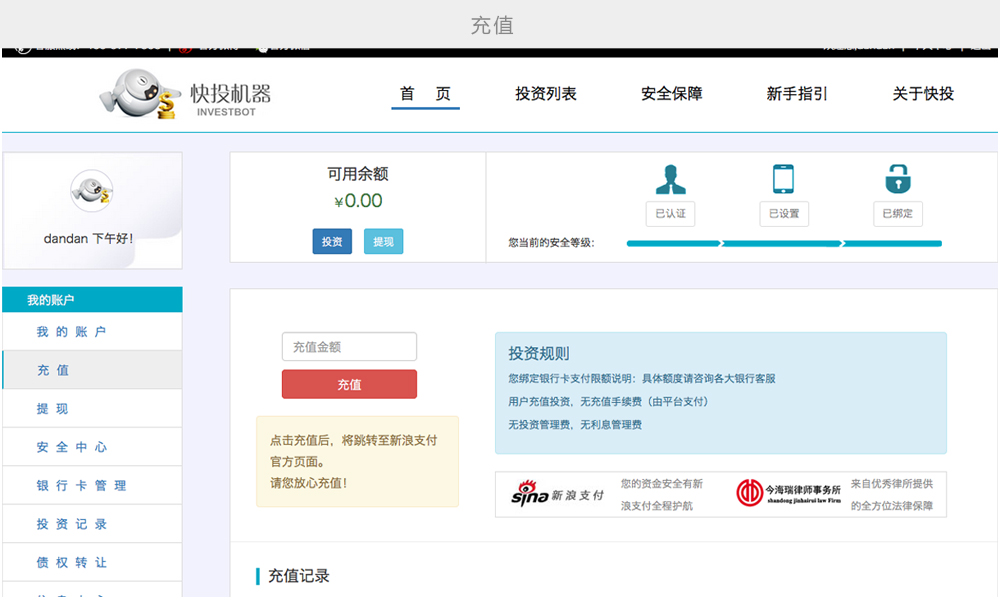 充值
快投机器
INVESTBOT
首 页
投资列表
安全保障
新手指引
关于快投
dandan 下午好！
可用余额
¥0.00
投资
提现
已认证
已设置
已绑定
您当前的安全等级：
我的账户
我 的 账 户
充 值
提 现
安 全 中 心
银 行 卡 管 理
投 资 记 录
债 权 转 让
充值金额
充值
点击充值后，将跳转至新浪支付
官方页面。
请您放心充值！
投资规则
您绑定银行卡支付限额说明：具体额度请咨询各大银行客服
用户充值投资，无充值手续费（由平台支付）
无投资管理费，无利息管理费
sina 新浪支付
您的资金安全有新
浪支付全程护航
今海瑞律师事务所
shandong jinhairui law Firm
来自优秀律所提供
的全方位法律保障
充值记录